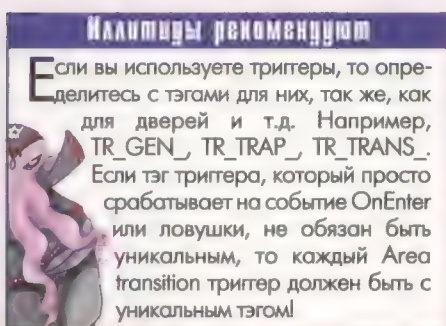 Иллитиды рекомендуют
Если вы используете триггеры, то опре-
делитесь с тэгами для них, так же, как
для дверей и т.д. Например,
TR_GEN_, TR_TRAP_, TR_TRANS_.
Если тэг триггера, который просто
срабатывает на событие OnEnter
или ловушки, не обязан быть
уникальным, то каждый Area
transition триггер должен быть с
уникальным тэгом!